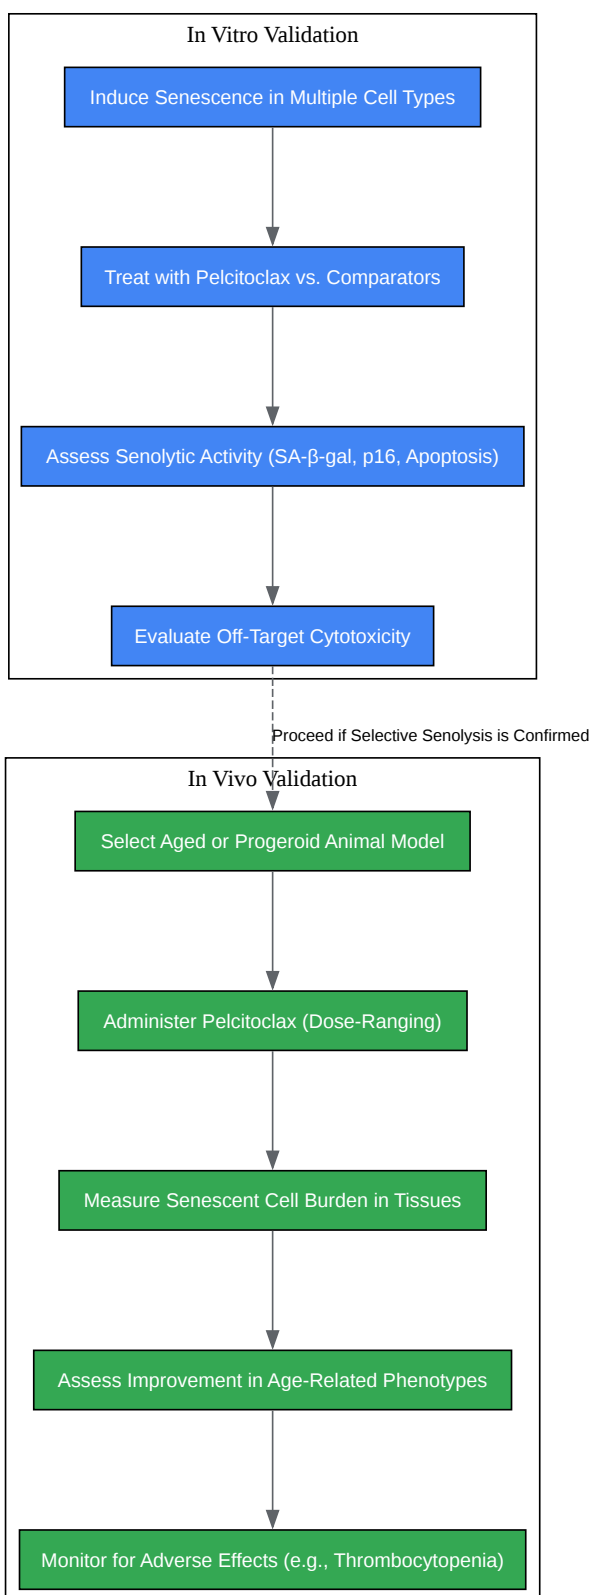 In Vitro Validation
Induce Senescence in Multiple Cell Types
Treat with Pelcitoclax vs. Comparators
Assess Senolytic Activity (SA-β-gal, p16, Apoptosis)
Evaluate Off-Target Cytotoxicity
Proceed if Selective Senolysis is Confirmed
In Vivo Validation
Select Aged or Progeroid Animal Model
Administer Pelcitoclax (Dose-Ranging)
Measure Senescent Cell Burden in Tissues
Assess Improvement in Age-Related Phenotypes
Monitor for Adverse Effects (e.g., Thrombocytopenia)